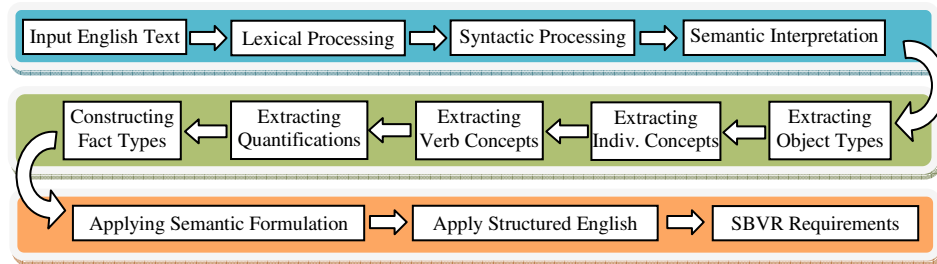 Input English Text
Lexical Processing
Syntactic Processing
Semantic Interpretation
Extracting
Object Types
Extracting
Indiv. Concepts
Extracting
Verb Concepts
Extracting
Quantifications
Constructing
Fact Types
Applying Semantic Formulation
Apply Structured English
SBVR Requirements